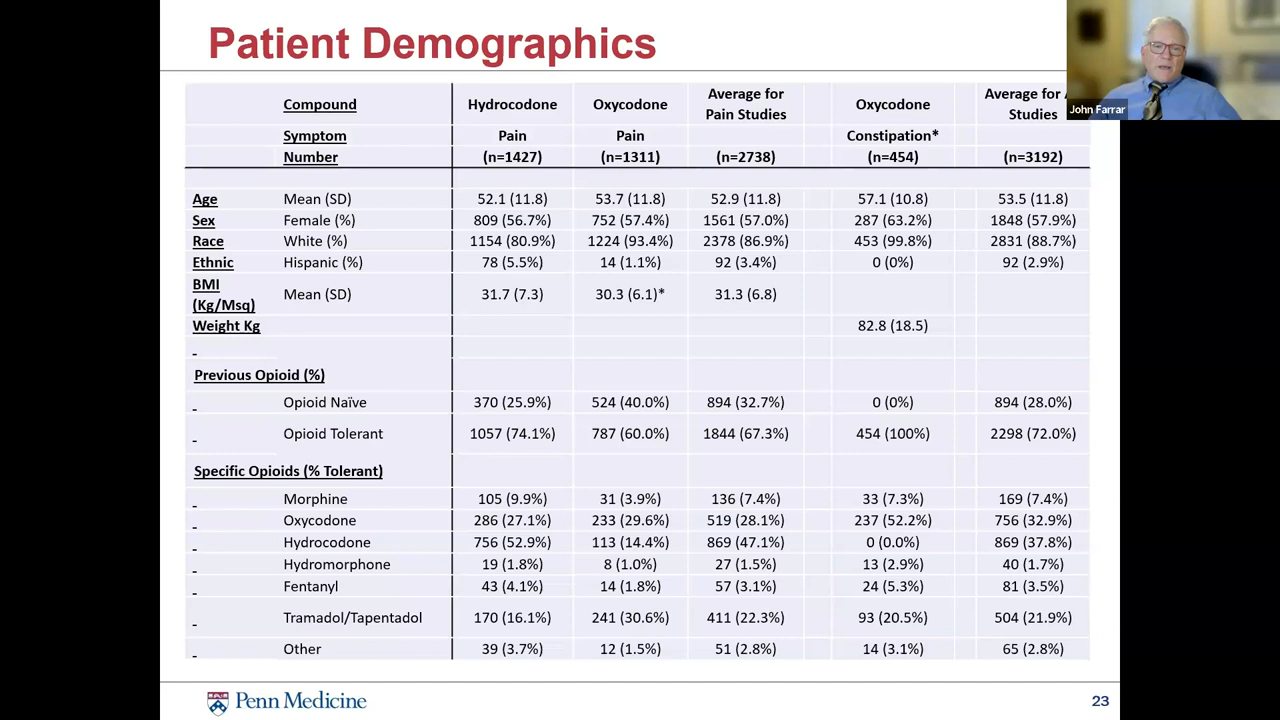 Patient Demographics
John Farrar
Compound Hydrocodone Oxycodone Average for Pain Studies Oxycodone Average for Studies
Symptom Pain Pain Constipation*
Number (n=1427) (n=1311) (n=2738) (n=454) (n=3192)
Age Mean (SD) 52.1 (11.8) 53.7 (11.8) 52.9 (11.8) 57.1 (10.8) 53.5 (11.8)
Sex Female (%) 809 (56.7%) 752 (57.4%) 1561 (57.0%) 287 (63.2%) 1848 (57.9%)
Race White (%) 1154 (80.9%) 1224 (93.4%) 2378 (86.9%) 453 (99.8%) 2831 (88.7%)
Ethnic Hispanic (%) 78 (5.5%) 14 (1.1%) 92 (3.4%) 0 (0%) 92 (2.9%)
BMI (Kg/Msq) Mean (SD) 31.7 (7.3) 30.3 (6.1)* 31.3 (6.8)
Weight Kg 82.8 (18.5)
Previous Opioid (%)
Opioid Naïve 370 (25.9%) 524 (40.0%) 894 (32.7%) 0 (0%) 894 (28.0%)
Opioid Tolerant 1057 (74.1%) 787 (60.0%) 1844 (67.3%) 454 (100%) 2298 (72.0%)
Specific Opioids (% Tolerant)
Morphine 105 (9.9%) 31 (3.9%) 136 (7.4%) 33 (7.3%) 169 (7.4%)
Oxycodone 286 (27.1%) 233 (29.6%) 519 (28.1%) 237 (52.2%) 756 (32.9%)
Hydrocodone 756 (52.9%) 113 (14.4%) 869 (47.1%) 0 (0.0%) 869 (37.8%)
Hydromorphone 19 (1.8%) 8 (1.0%) 27 (1.5%) 13 (2.9%) 40 (1.7%)
Fentanyl 43 (4.1%) 14 (1.8%) 57 (3.1%) 24 (5.3%) 81 (3.5%)
Tramadol/Tapentadol 170 (16.1%) 241 (30.6%) 411 (22.3%) 93 (20.5%) 504 (21.9%)
Other 39 (3.7%) 12 (1.5%) 51 (2.8%) 14 (3.1%) 65 (2.8%)
Penn Medicine
23